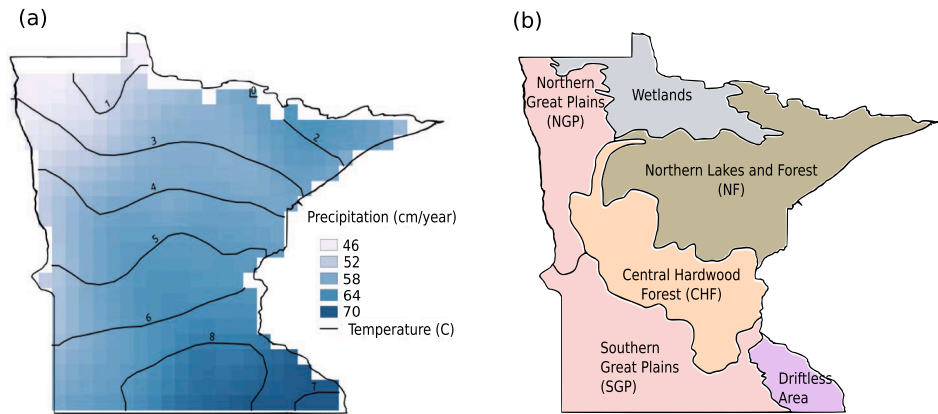 (a)
0
1
2
3
4
5
6
8
7
Precipitation (cm/year)
46
52
58
64
70
Temperature (C)
(b)
Northern
Great Plains
(NGP)
Wetlands
Northern Lakes and Forest
(NF)
Central Hardwood
Forest (CHF)
Southern
Great Plains
(SGP)
Driftless
Area